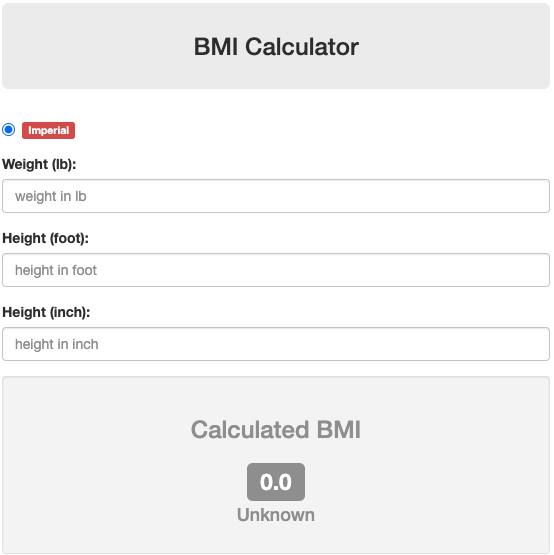 BMI Calculator
Imperial
Weight (lb):
weight in lb
Height (foot):
height in foot
Height (inch):
height in inch
Calculated BMI
0.0
Unknown